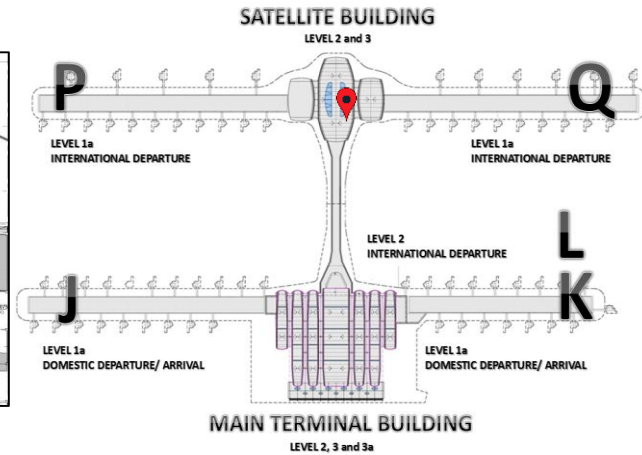 SATELLITE BUILDING
LEVEL 2 and 3
P
Q
LEVEL 1a
INTERNATIONAL DEPARTURE
LEVEL 1a
INTERNATIONAL DEPARTURE
LEVEL 2
INTERNATIONAL DEPARTURE
L
J
K
LEVEL 1a
DOMESTIC DEPARTURE/ ARRIVAL
LEVEL 1a
DOMESTIC DEPARTURE/ ARRIVAL
MAIN TERMINAL BUILDING
LEVEL 2, 3 and 3a